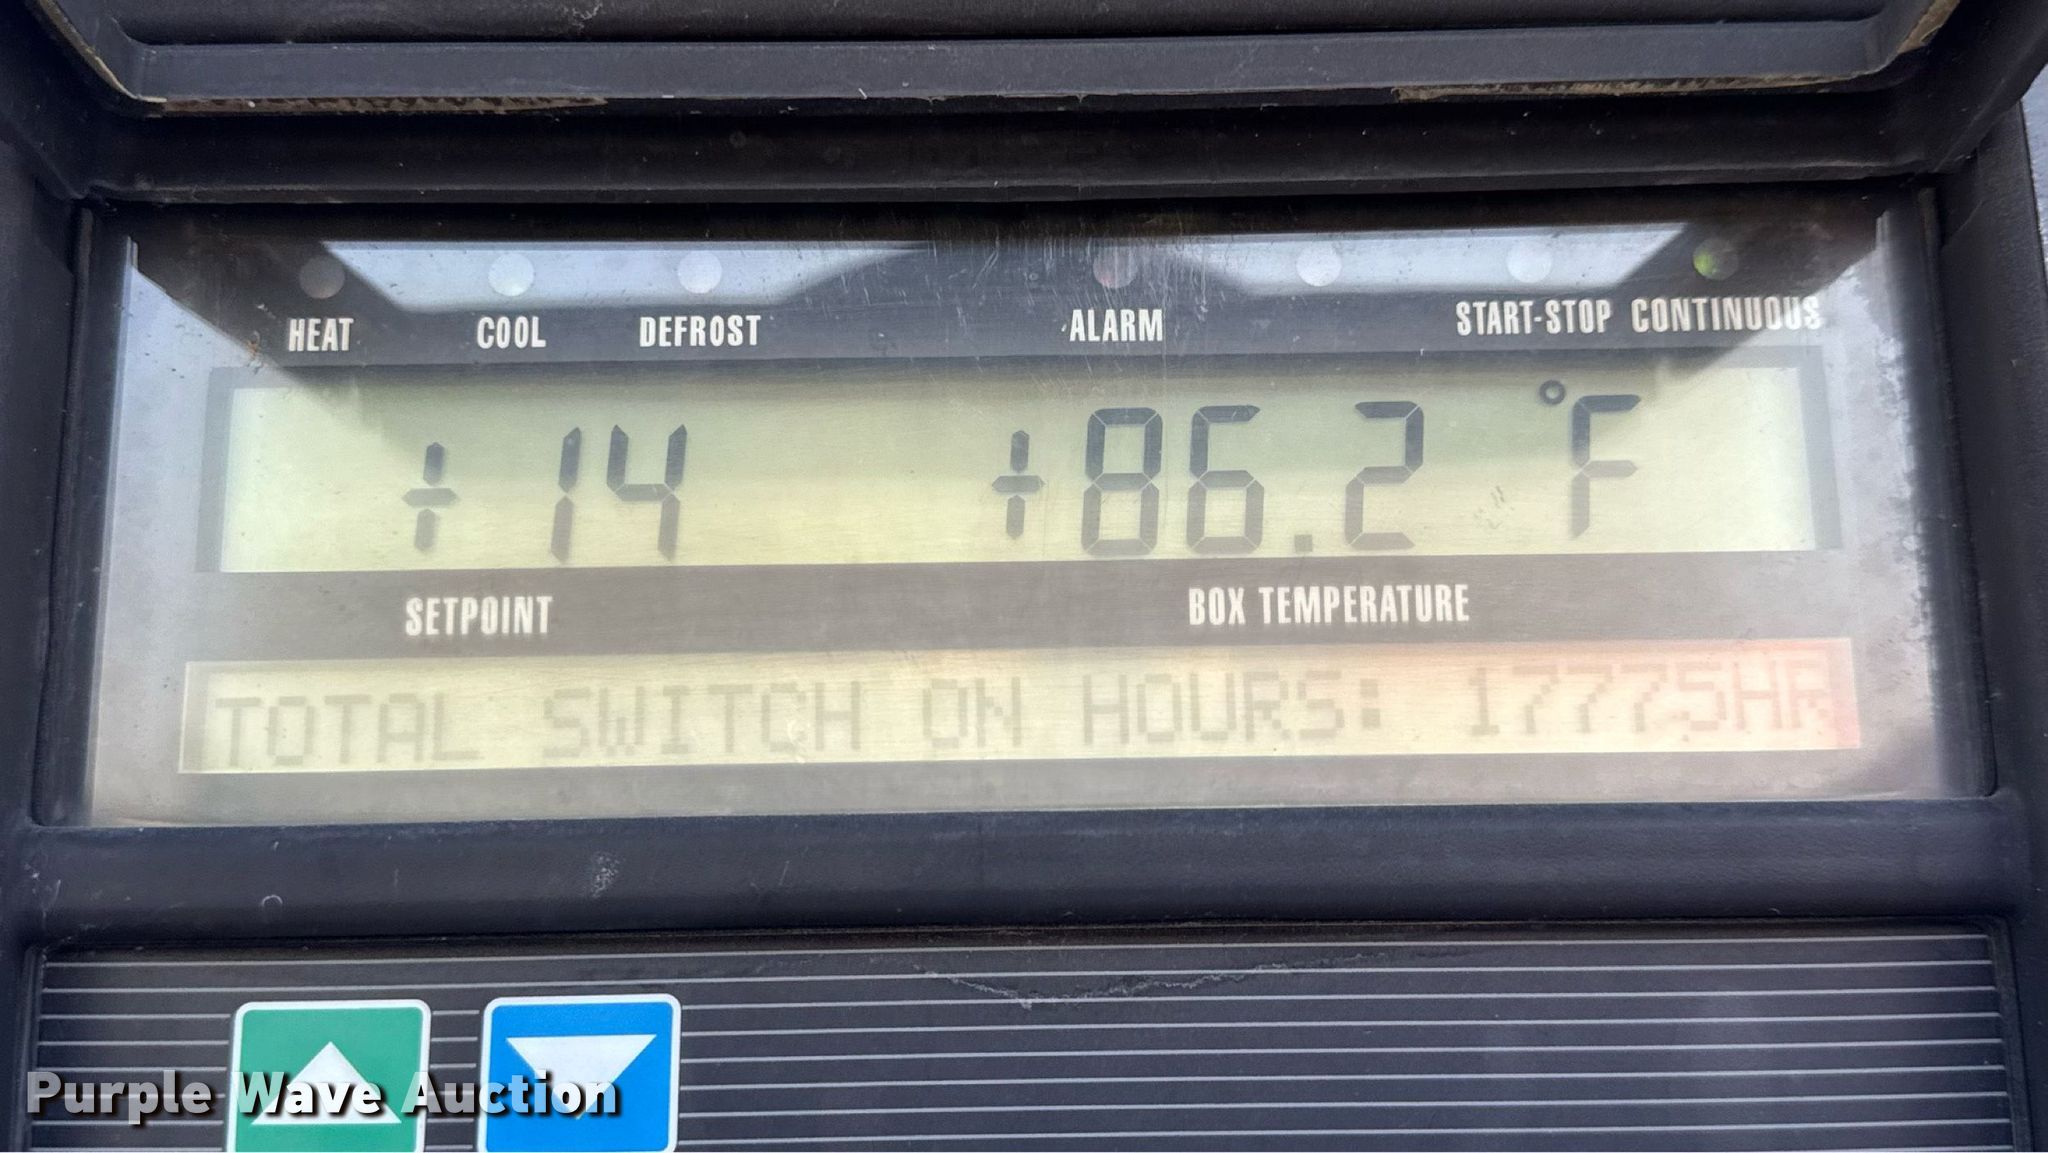 HEAT COOL DEFROST ALARM START-STOP CONTINUOUS
+14 +86.2 °F
SETPOINT BOX TEMPERATURE
TOTAL SWITCH ON HOURS: 17775HR
Purple Wave Auction